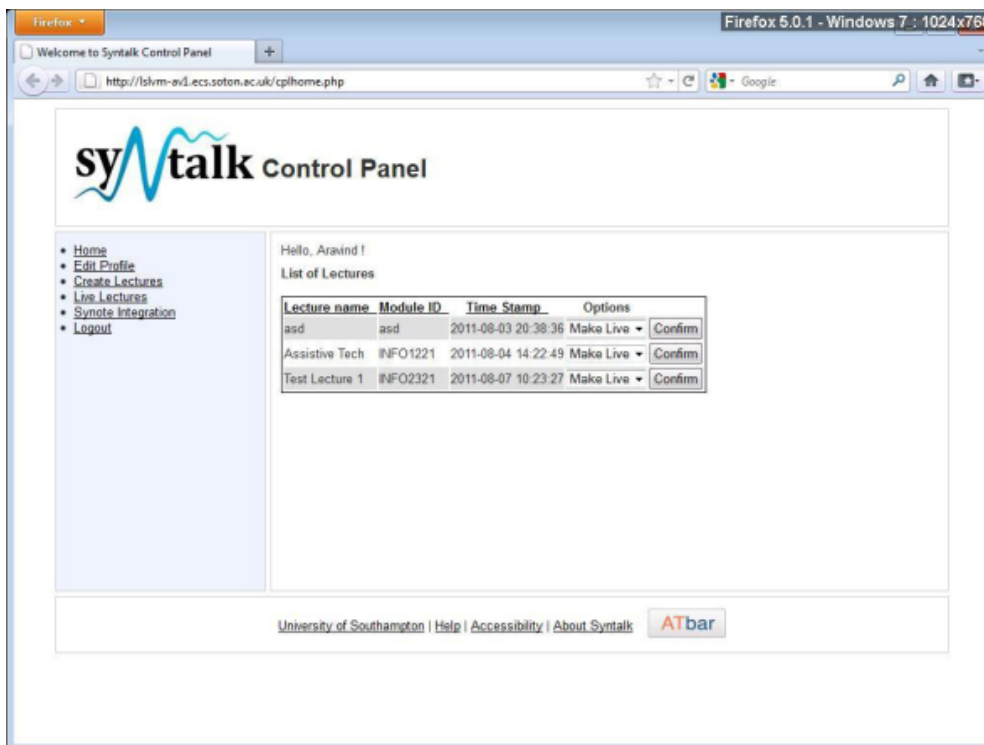 Firefox
Firefox 5.0.1 - Windows 7 : 1024x768
Welcome to Syntalk Control Panel
http://lslvm-av1.ecs.soton.ac.uk/cplhome.php
Google
syNtalk Control Panel
Home
Edit Profile
Create Lectures
Live Lectures
Synote Integration
Logout
Hello, Aravind !
List of Lectures
Lecture name Module ID Time Stamp Options
asd asd 2011-08-03 20:38:36 Make Live Confirm
Assistive Tech INFO1221 2011-08-04 14:22:49 Make Live Confirm
Test Lecture 1 INFO2321 2011-08-07 10:23:27 Make Live Confirm
University of Southampton | Help | Accessibility | About Syntalk ATbar